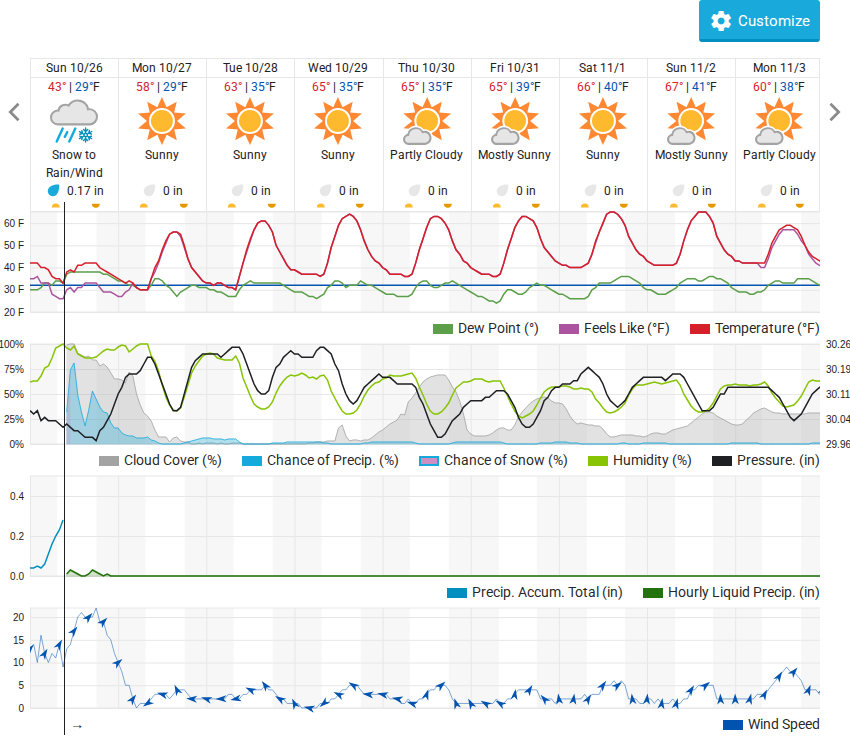 Customize
Sun 10/26 Mon 10/27 Tue 10/28 Wed 10/29 Thu 10/30 Fri 10/31 Sat 11/1 Sun 11/2 Mon 11/3
43° | 29°F 58° | 29°F 63° | 35°F 65° | 35°F 65° | 35°F 65° | 39°F 66° | 40°F 67° | 41°F 60° | 38°F
Snow to Sunny Sunny Sunny Partly Cloudy Mostly Sunny Sunny Mostly Sunny Partly Cloudy
Rain/Wind
0.17 in 0 in 0 in 0 in 0 in 0 in 0 in 0 in 0 in
60 F
50 F
40 F
30 F
20 F
Dew Point (°) Feels Like (°F) Temperature (°F)
100% 30.26
75% 30.19
50% 30.11
25% 30.04
0% 29.96
Cloud Cover (%) Chance of Precip. (%) Chance of Snow (%) Humidity (%) Pressure. (in)
0.4
0.2
0.0
Precip. Accum. Total (in) Hourly Liquid Precip. (in)
20
15
10
5
0
→
Wind Speed